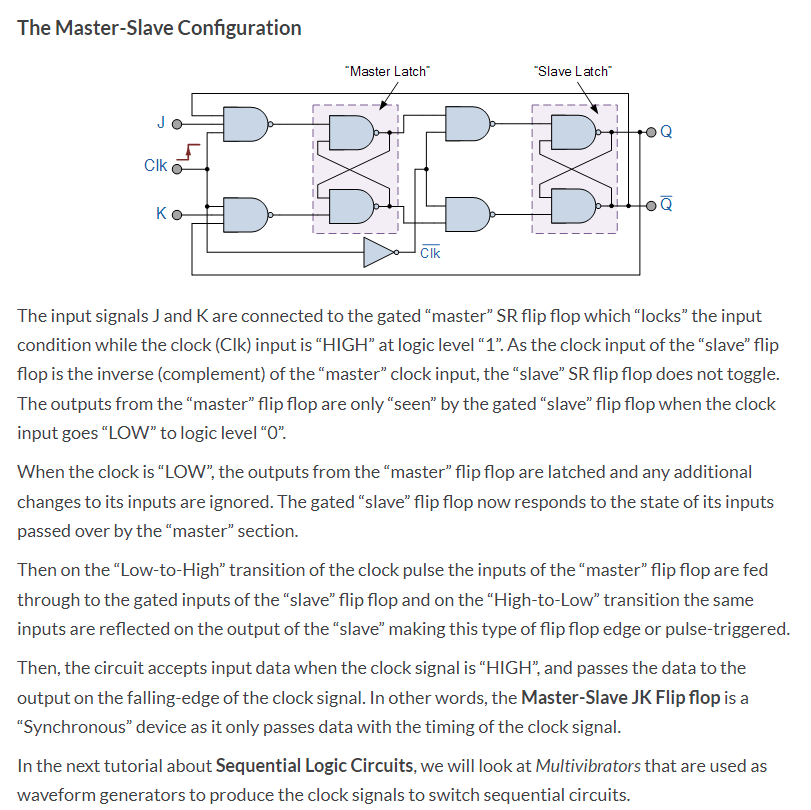 The Master-Slave Configuration
"Master Latch"
"Slave Latch"
J
Q
Clk
K
Q̅
C̅l̅k̅
The input signals J and K are connected to the gated “master” SR flip flop which “locks” the input
condition while the clock (Clk) input is “HIGH” at logic level “1”. As the clock input of the “slave” flip
flop is the inverse (complement) of the “master” clock input, the “slave” SR flip flop does not toggle.
The outputs from the “master” flip flop are only “seen” by the gated “slave” flip flop when the clock
input goes “LOW” to logic level “0”.
When the clock is “LOW”, the outputs from the “master” flip flop are latched and any additional
changes to its inputs are ignored. The gated “slave” flip flop now responds to the state of its inputs
passed over by the “master” section.
Then on the “Low-to-High” transition of the clock pulse the inputs of the “master” flip flop are fed
through to the gated inputs of the “slave” flip flop and on the “High-to-Low” transition the same
inputs are reflected on the output of the “slave” making this type of flip flop edge or pulse-triggered.
Then, the circuit accepts input data when the clock signal is “HIGH”, and passes the data to the
output on the falling-edge of the clock signal. In other words, the Master-Slave JK Flip flop is a
“Synchronous” device as it only passes data with the timing of the clock signal.
In the next tutorial about Sequential Logic Circuits, we will look at Multivibrators that are used as
waveform generators to produce the clock signals to switch sequential circuits.